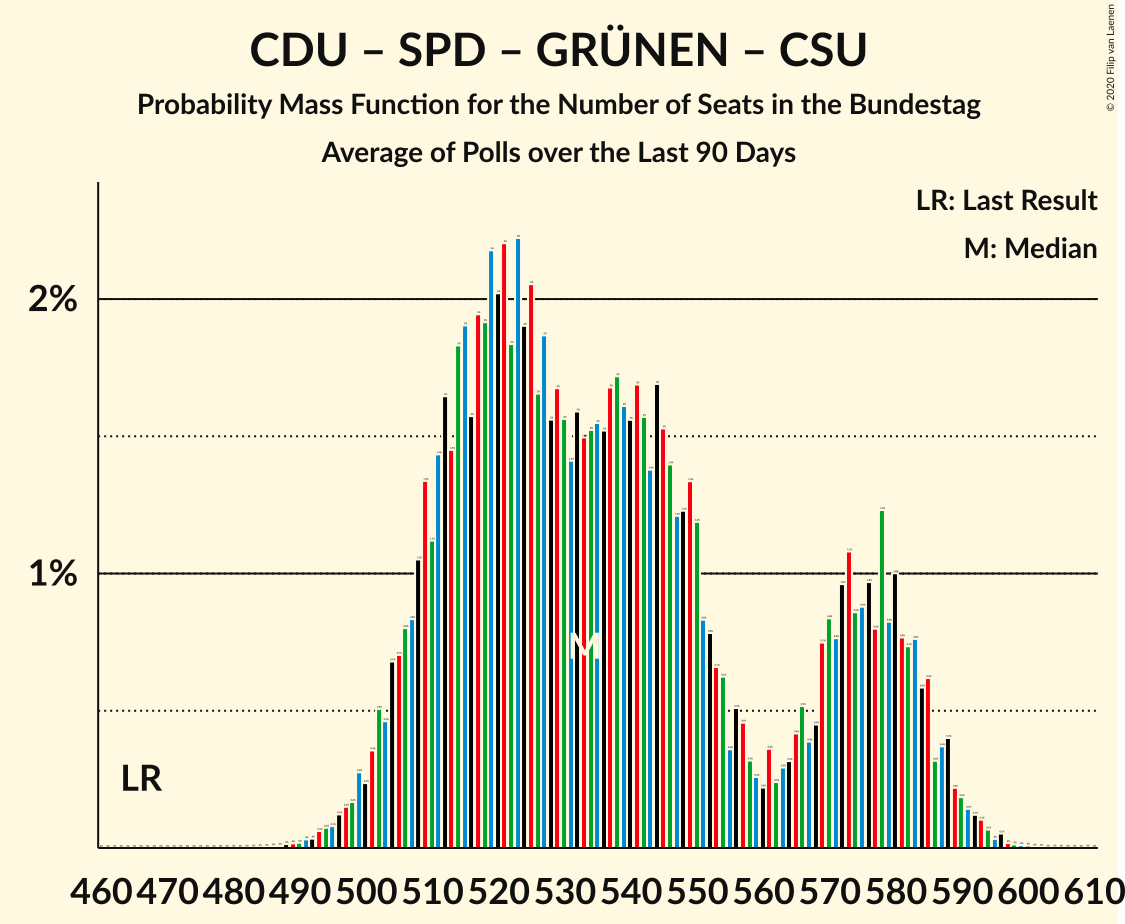 CDU – SPD – GRÜNEN – CSU
Probability Mass Function for the Number of Seats in the Bundestag
Average of Polls over the Last 90 Days
© 2020 Filip van Laenen
LR: Last Result
M: Median
2%
1%
M
LR
460 470 480 490 500 510 520 530 540 550 560 570 580 590 600 610